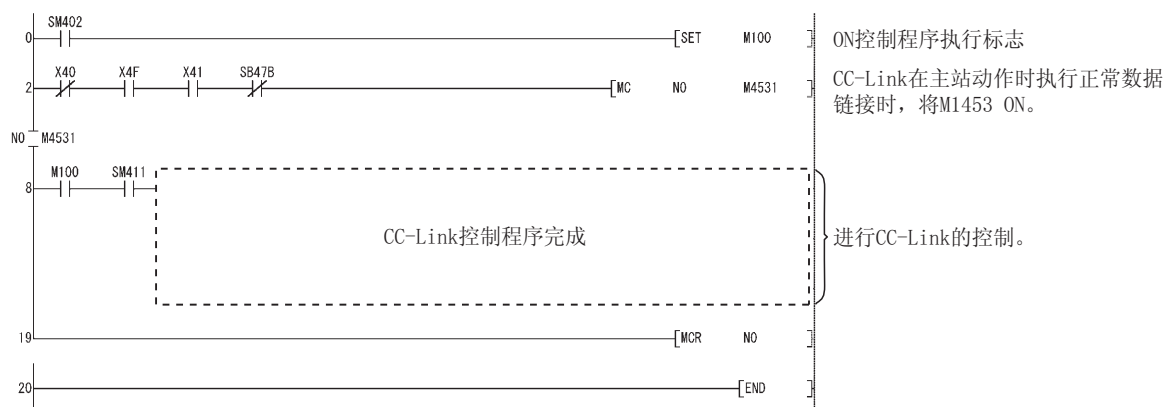 SM402
0 [SET M100 ] ON控制程序执行标志
X40 X4F X41 SB47B
2 [MC N0 M4531 ] CC-Link在主站动作时执行正常数据
链接时，将M1453 ON。
N0 M4531
M100 SM411
8
CC-Link控制程序完成 进行CC-Link的控制。
19 [MCR N0 ]
20 [END ]